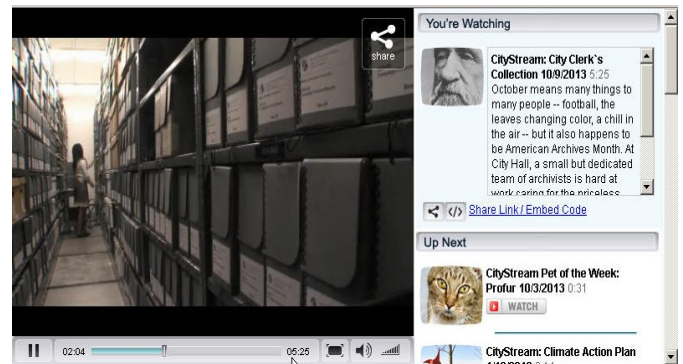 share
02:04
05:25
You're Watching
CityStream: City Clerk`s
Collection 10/9/2013 5:25
October means many things to
many people -- football, the
leaves changing color, a chill in
the air -- but it also happens to
be American Archives Month. At
City Hall, a small but dedicated
team of archivists is hard at
work caring for the priceless
Share Link / Embed Code
Up Next
CityStream Pet of the Week:
Profur 10/3/2013 0:31
WATCH
CityStream: Climate Action Plan